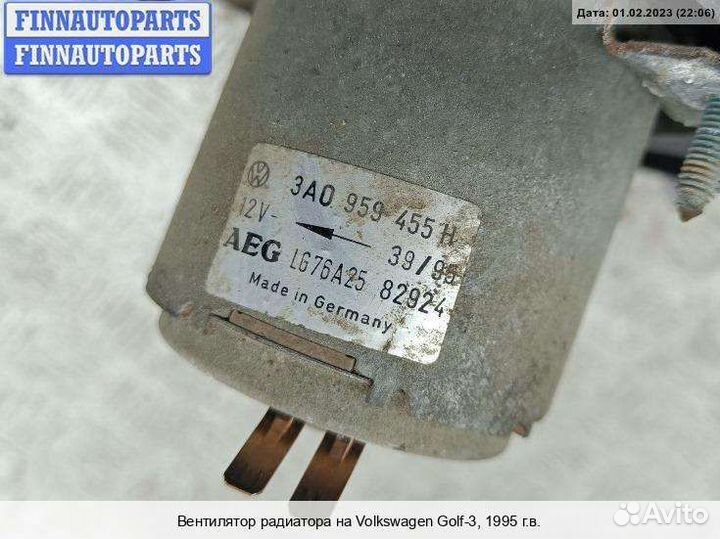 FINNAUTOPARTS
FINNAUTOPARTS
Дата: 01.02.2023 (22:06)
3A0 959 455 H
12V-
39/95
AEG LG76A25 82924
Made in Germany
Вентилятор радиатора на Volkswagen Golf-3, 1995 г.в.
Avito